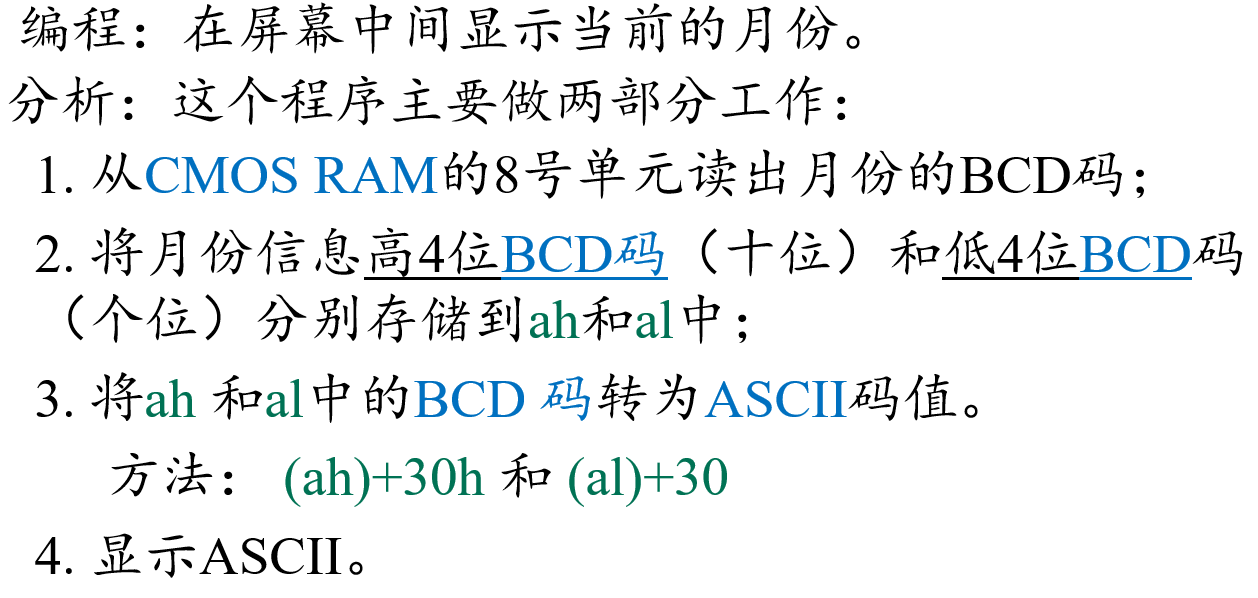 编程：在屏幕中间显示当前的月份。
分析：这个程序主要做两部分工作：
1. 从CMOS RAM的8号单元读出月份的BCD码；
2. 将月份信息高4位BCD码（十位）和低4位BCD码
（个位）分别存储到ah和al中；
3. 将ah 和al中的BCD 码转为ASCII码值。
方法： (ah)+30h 和 (al)+30
4. 显示ASCII。